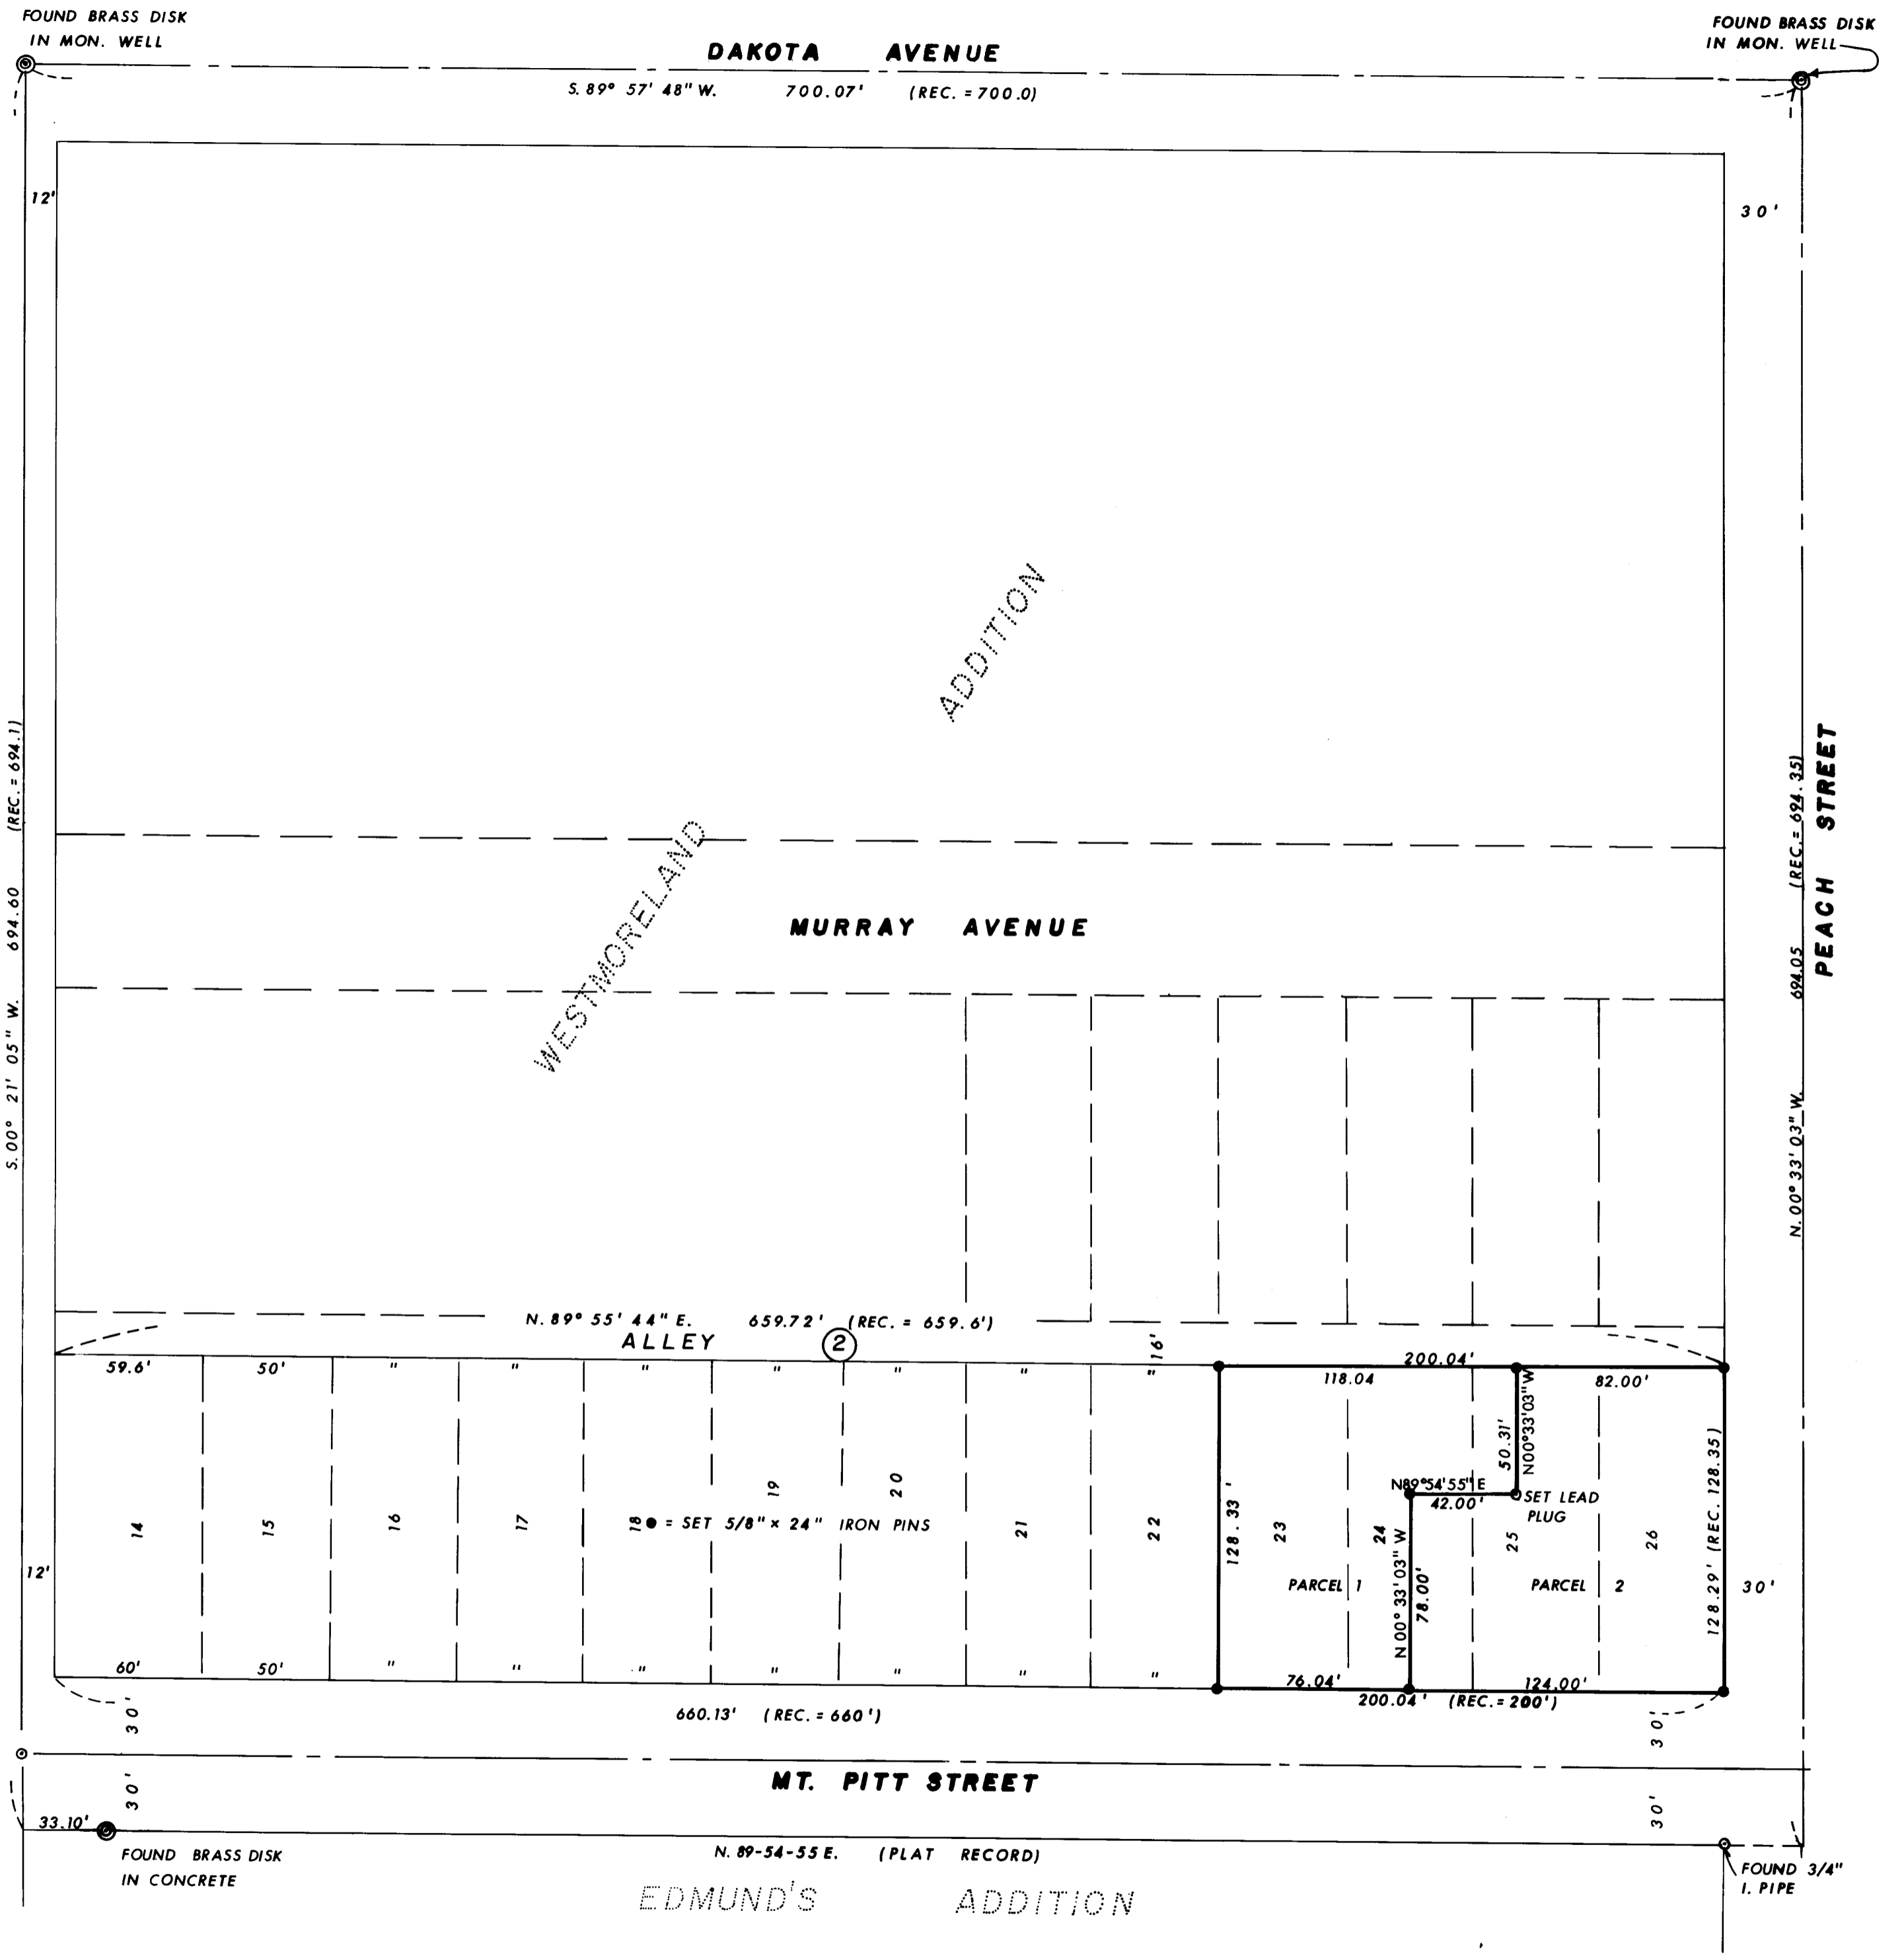 FOUND BRASS DISK
IN MON. WELL
FOUND BRASS DISK
IN MON. WELL
DAKOTA AVENUE
S. 89° 57' 48" W. 700.07' (REC. = 700.0)
12'
30'
ADDITION
WESTMORELAND
S. 00° 21' 05" W. 694.60 (REC. = 694.1)
N. 00° 33' 03" W. 694.05 (REC. = 694.35)
PEACH STREET
MURRAY AVENUE
N. 89° 55' 44" E. 659.72' (REC. = 659.6')
ALLEY
2
16'
59.6' 50' " " " " " " "
200.04'
118.04
82.00'
50.31'
N00°33'03"W
N89°54'55"E
42.00'
SET LEAD
PLUG
14
15
16
17
18
19
20
21
22
23
24
25
26
● = SET 5/8" × 24" IRON PINS
128.33'
128.29' (REC. 128.35)
N 00° 33' 03" W
78.00'
PARCEL 1
PARCEL 2
12'
30'
60' 50' " " " " " " "
76.04'
124.00'
200.04' (REC. = 200')
660.13' (REC. = 660')
30'
30'
MT. PITT STREET
30'
30'
33.10'
FOUND BRASS DISK
IN CONCRETE
N. 89-54-55 E. (PLAT RECORD)
FOUND 3/4"
I. PIPE
EDMUND'S ADDITION